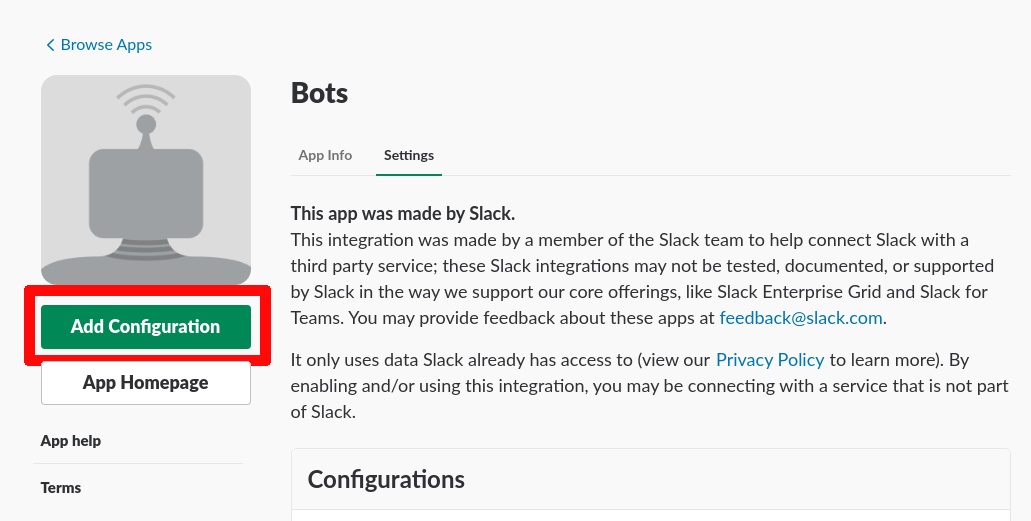 Browse Apps
Bots
App Info
Settings
This app was made by Slack.
This integration was made by a member of the Slack team to help connect Slack with a
third party service; these Slack integrations may not be tested, documented, or supported
by Slack in the way we support our core offerings, like Slack Enterprise Grid and Slack for
Teams. You may provide feedback about these apps at feedback@slack.com.
It only uses data Slack already has access to (view our Privacy Policy to learn more). By
enabling and/or using this integration, you may be connecting with a service that is not part
of Slack.
Add Configuration
App Homepage
App help
Terms
Configurations